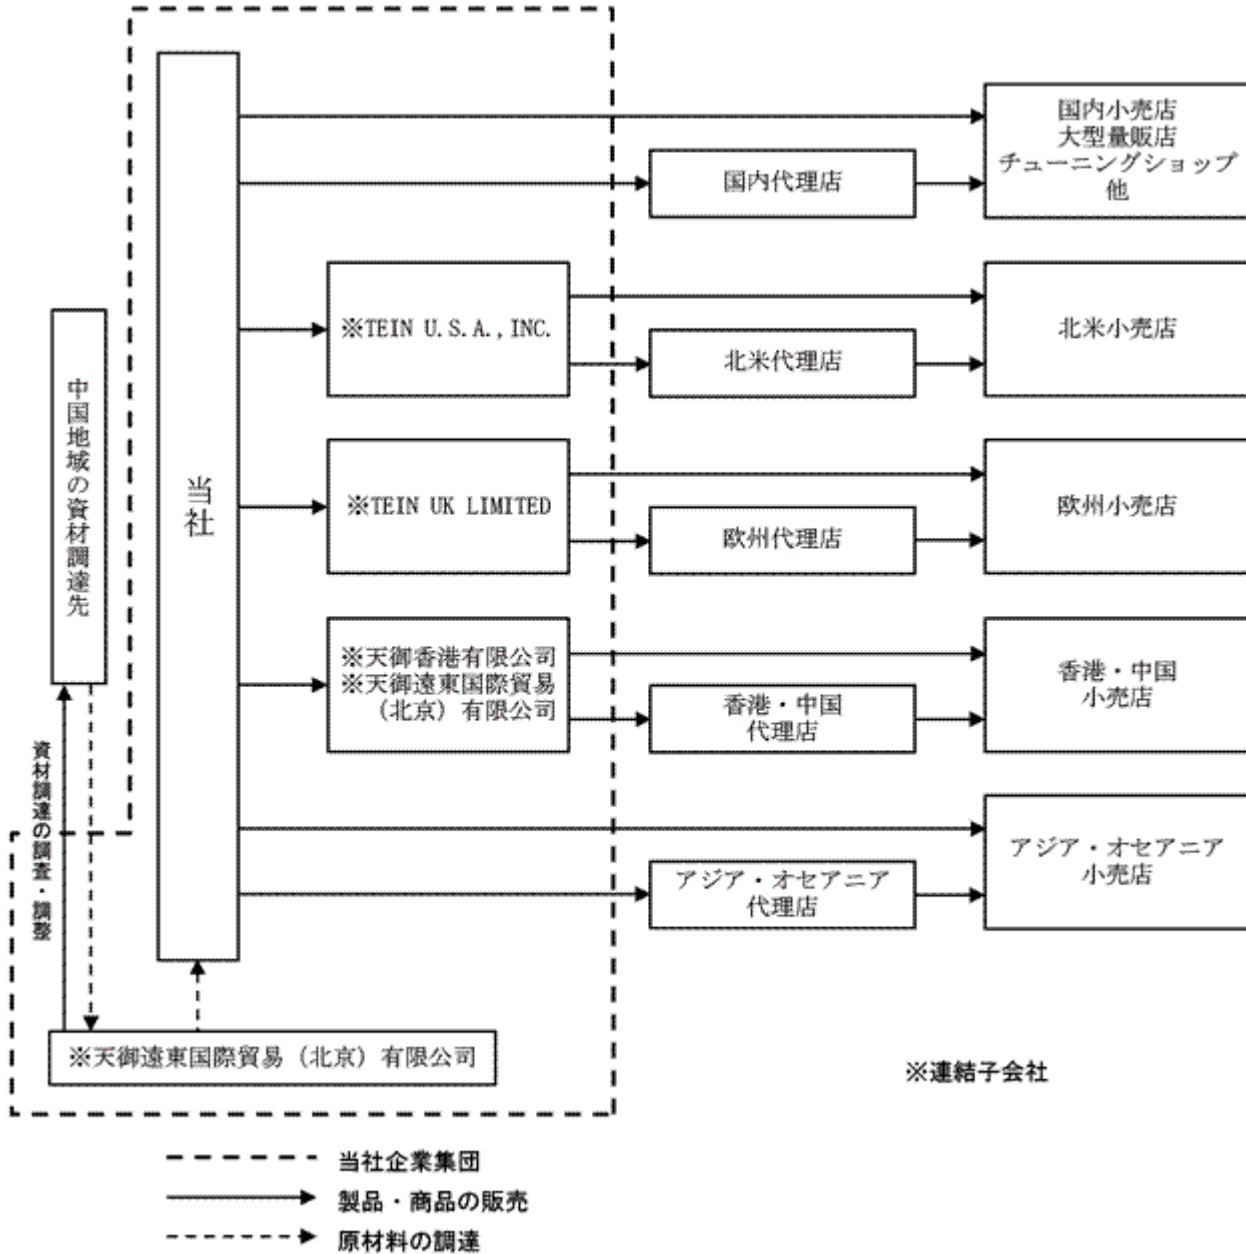 国内小売店
大型量販店
チューニングショップ
他
国内代理店
※TEIN U.S.A., INC.
北米代理店
北米小売店
中国地域の資材調達先
当社
※TEIN UK LIMITED
欧州代理店
欧州小売店
※天御香港有限公司
※天御遠東国際貿易
（北京）有限公司
香港・中国
代理店
香港・中国
小売店
資材調達の調査・調整
アジア・オセアニア
代理店
アジア・オセアニア
小売店
※天御遠東国際貿易（北京）有限公司
※連結子会社
当社企業集団
製品・商品の販売
原材料の調達